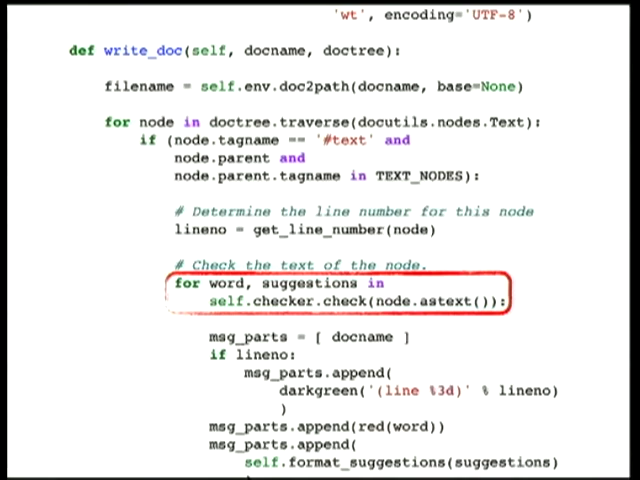 'wt', encoding='UTF-8')
def write_doc(self, docname, doctree):
filename = self.env.doc2path(docname, base=None)
for node in doctree.traverse(docutils.nodes.Text):
if (node.tagname == '#text' and
node.parent and
node.parent.tagname in TEXT_NODES):
# Determine the line number for this node
lineno = get_line_number(node)
# Check the text of the node.
for word, suggestions in
self.checker.check(node.astext()):
msg_parts = [ docname ]
if lineno:
msg_parts.append(
darkgreen('(line %3d)' % lineno)
)
msg_parts.append(red(word))
msg_parts.append(
self.format_suggestions(suggestions)